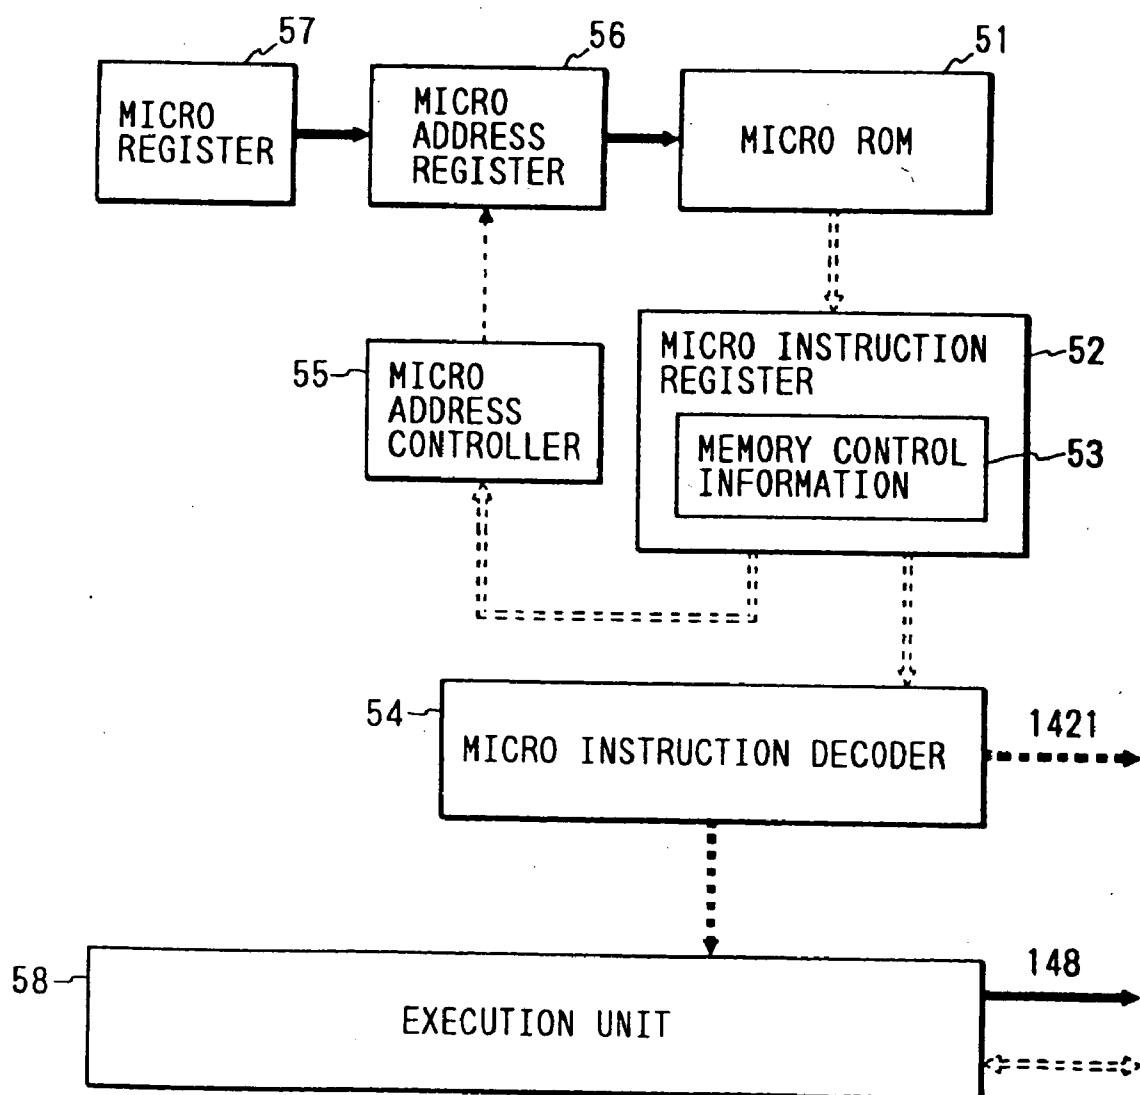 57
56
51
MICRO
REGISTER
MICRO
ADDRESS
REGISTER
MICRO ROM
55
MICRO
ADDRESS
CONTROLLER
MICRO INSTRUCTION
REGISTER
52
MEMORY CONTROL
INFORMATION
53
54
MICRO INSTRUCTION DECODER
1421
58
EXECUTION UNIT
148